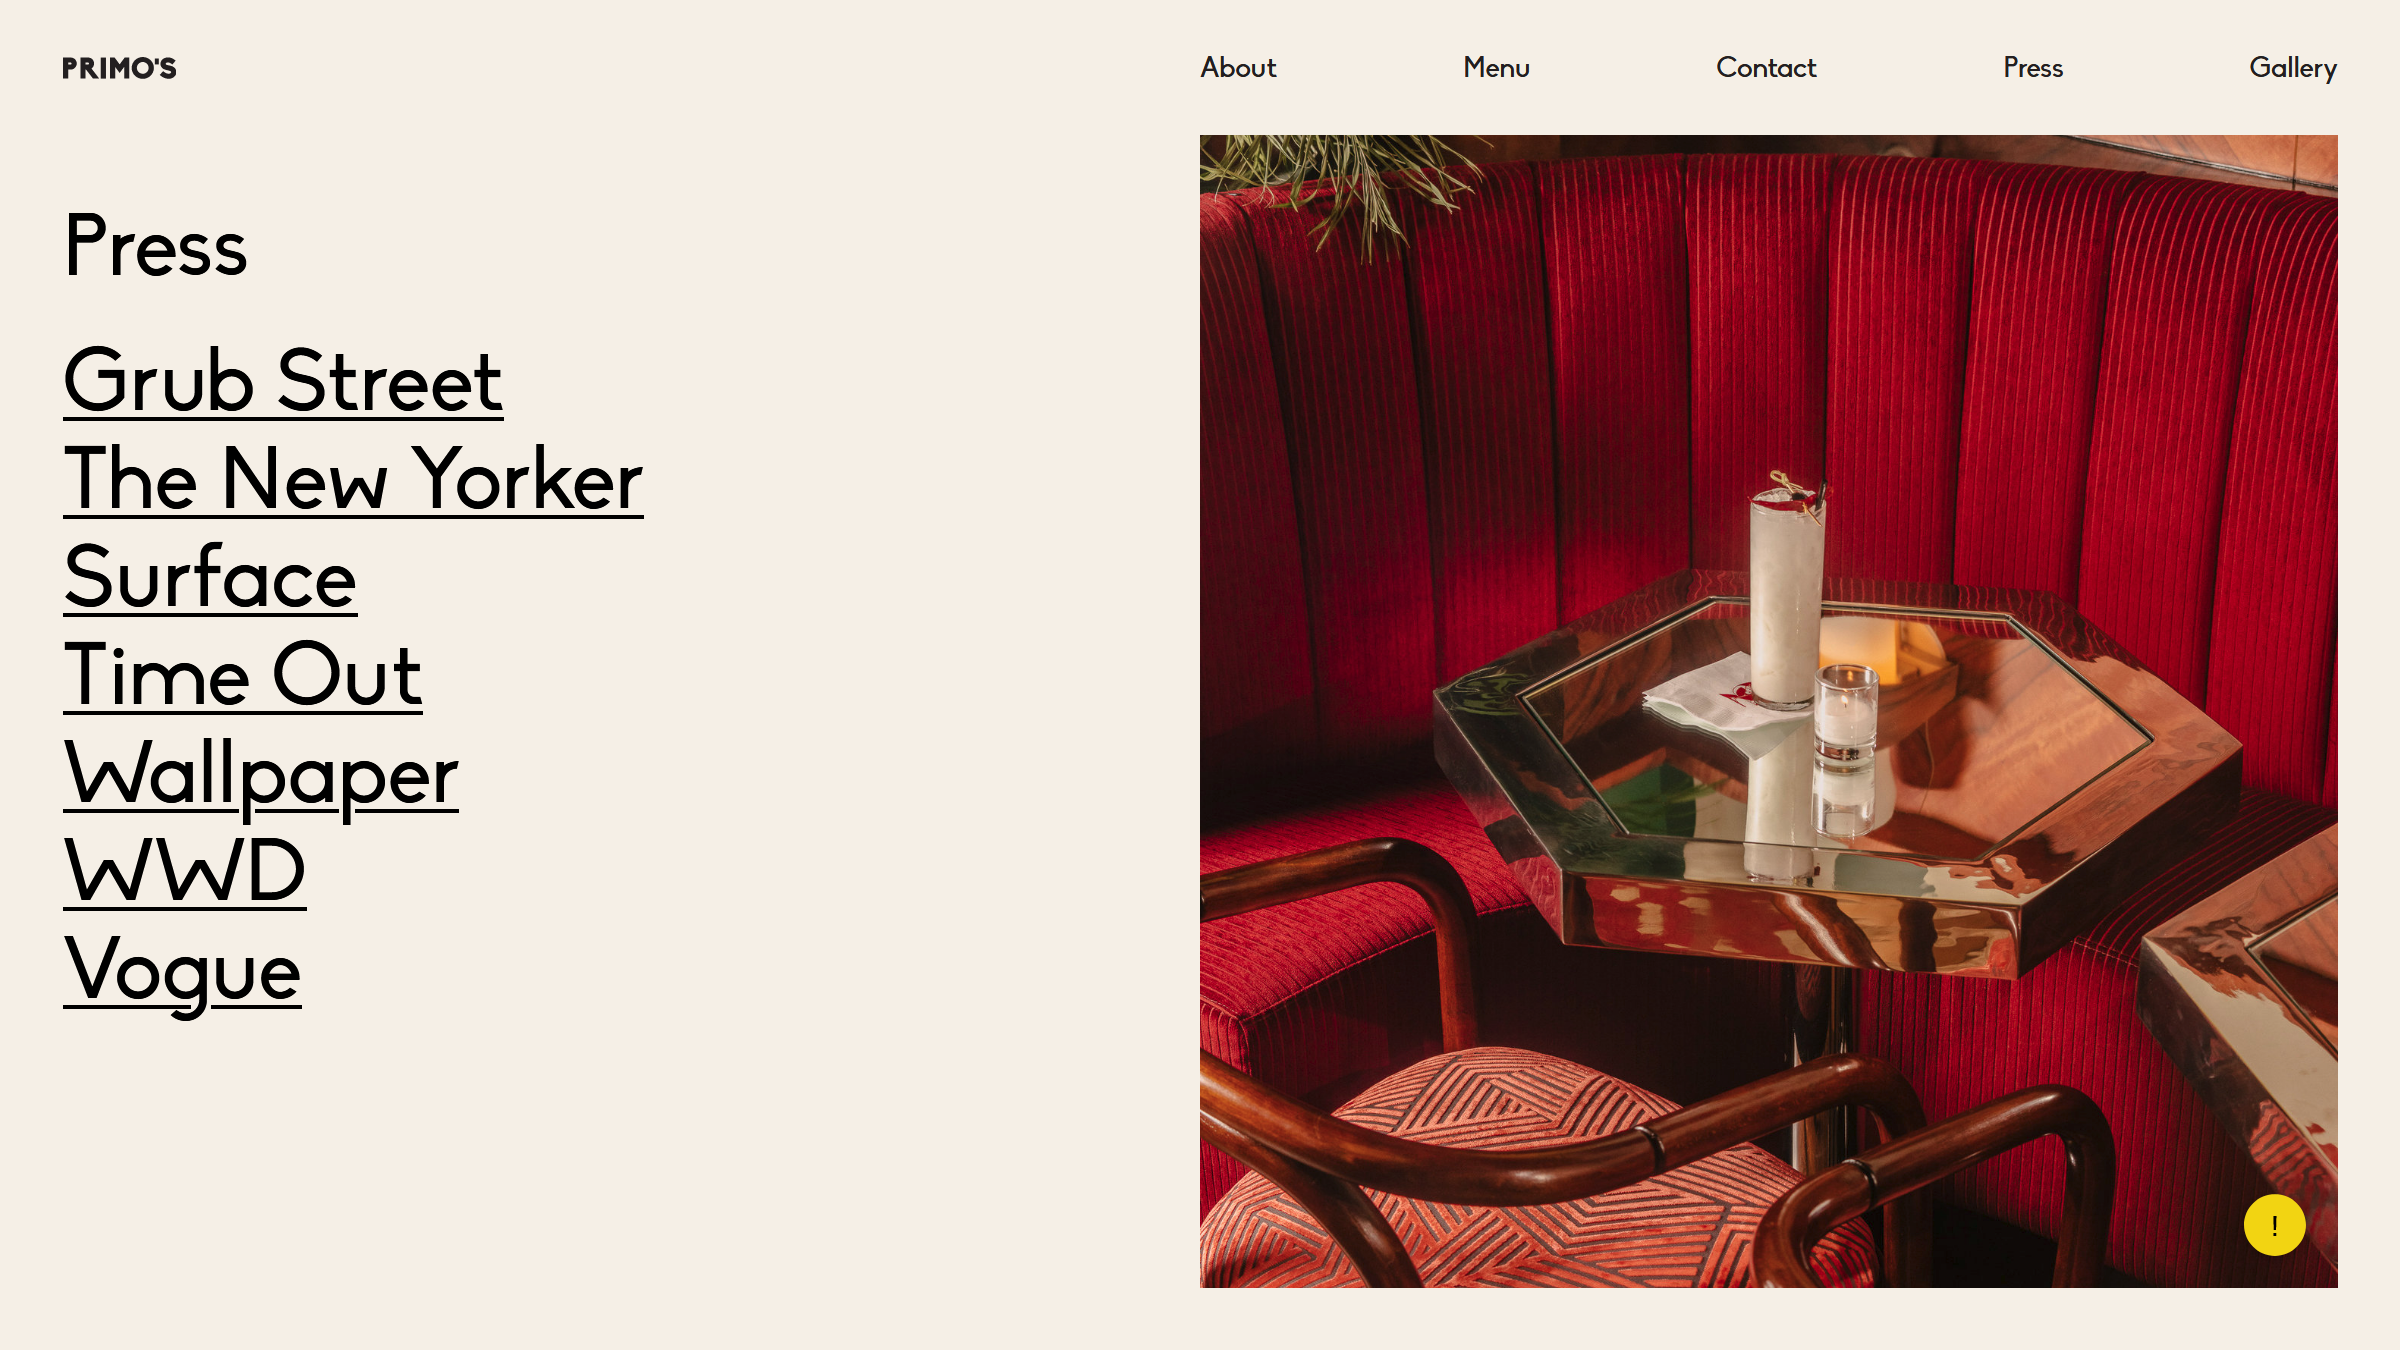 PRIMO'S
About
Menu
Contact
Press
Gallery
Press
Grub Street
The New Yorker
Surface
Time Out
Wallpaper
WWD
Vogue
!